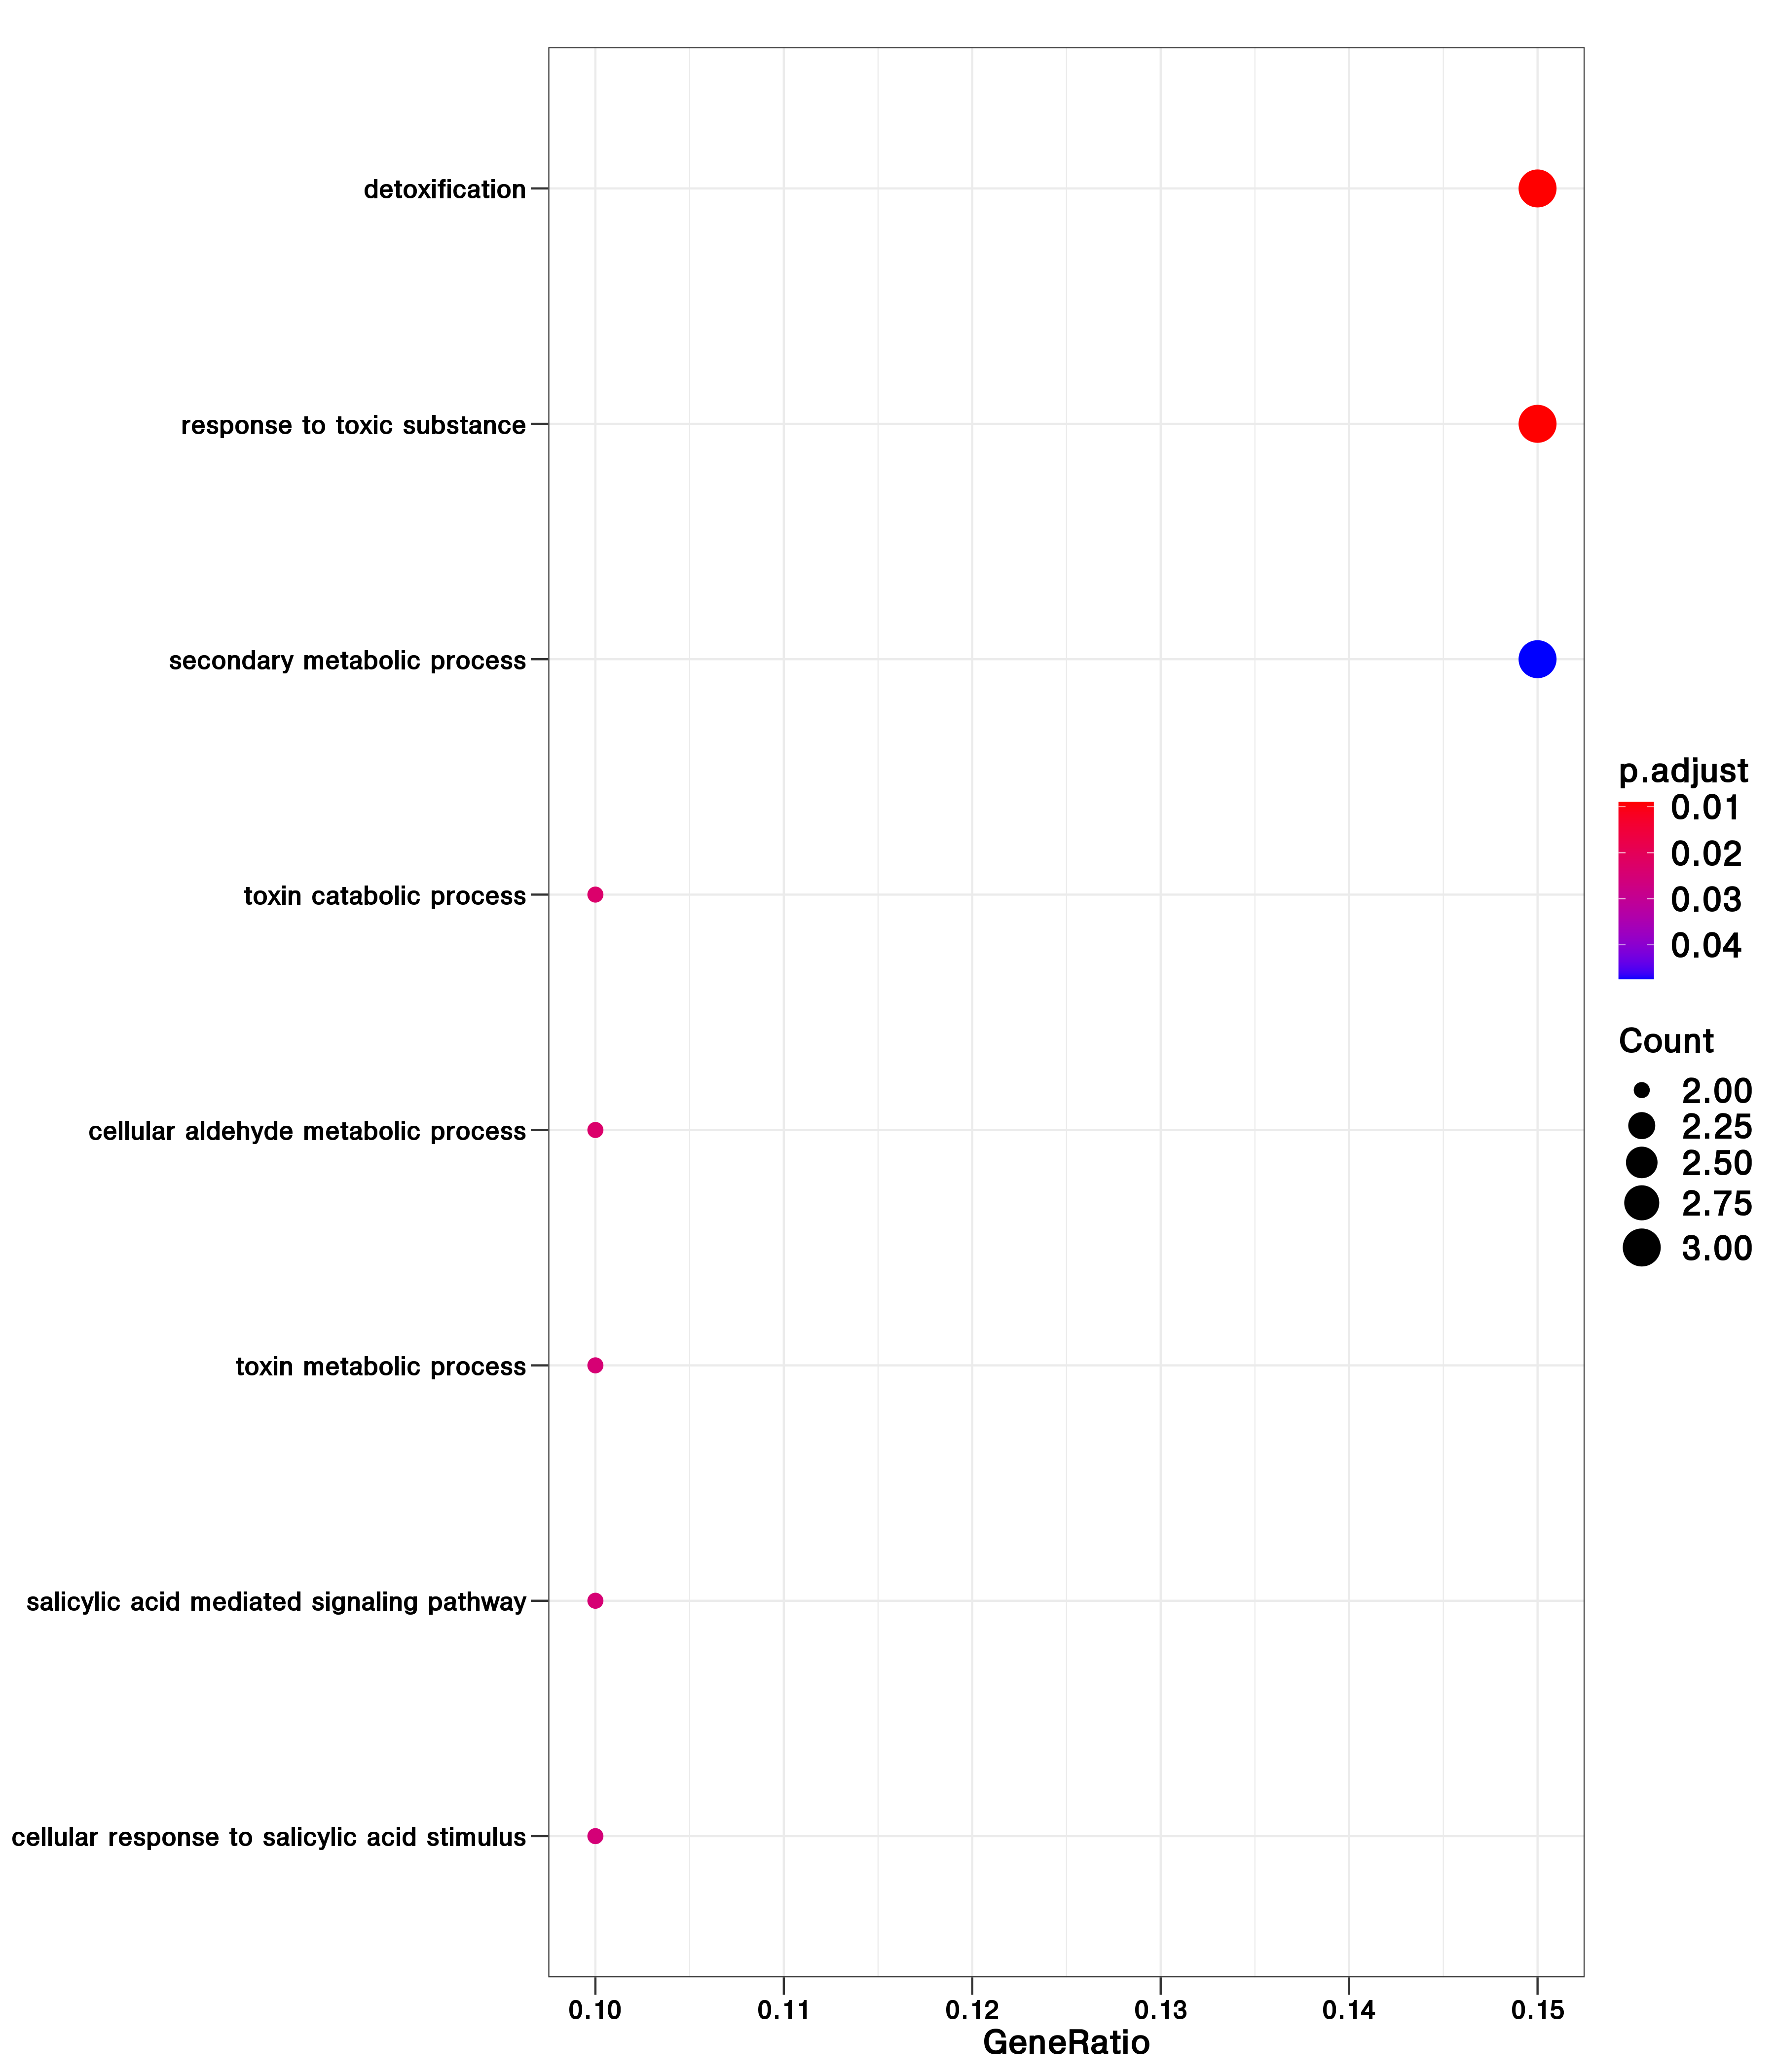 detoxification
response to toxic substance
secondary metabolic process
toxin catabolic process
cellular aldehyde metabolic process
toxin metabolic process
salicylic acid mediated signaling pathway
cellular response to salicylic acid stimulus
0.10 0.11 0.12 0.13 0.14 0.15
GeneRatio
p.adjust
0.01
0.02
0.03
0.04
Count
2.00
2.25
2.50
2.75
3.00